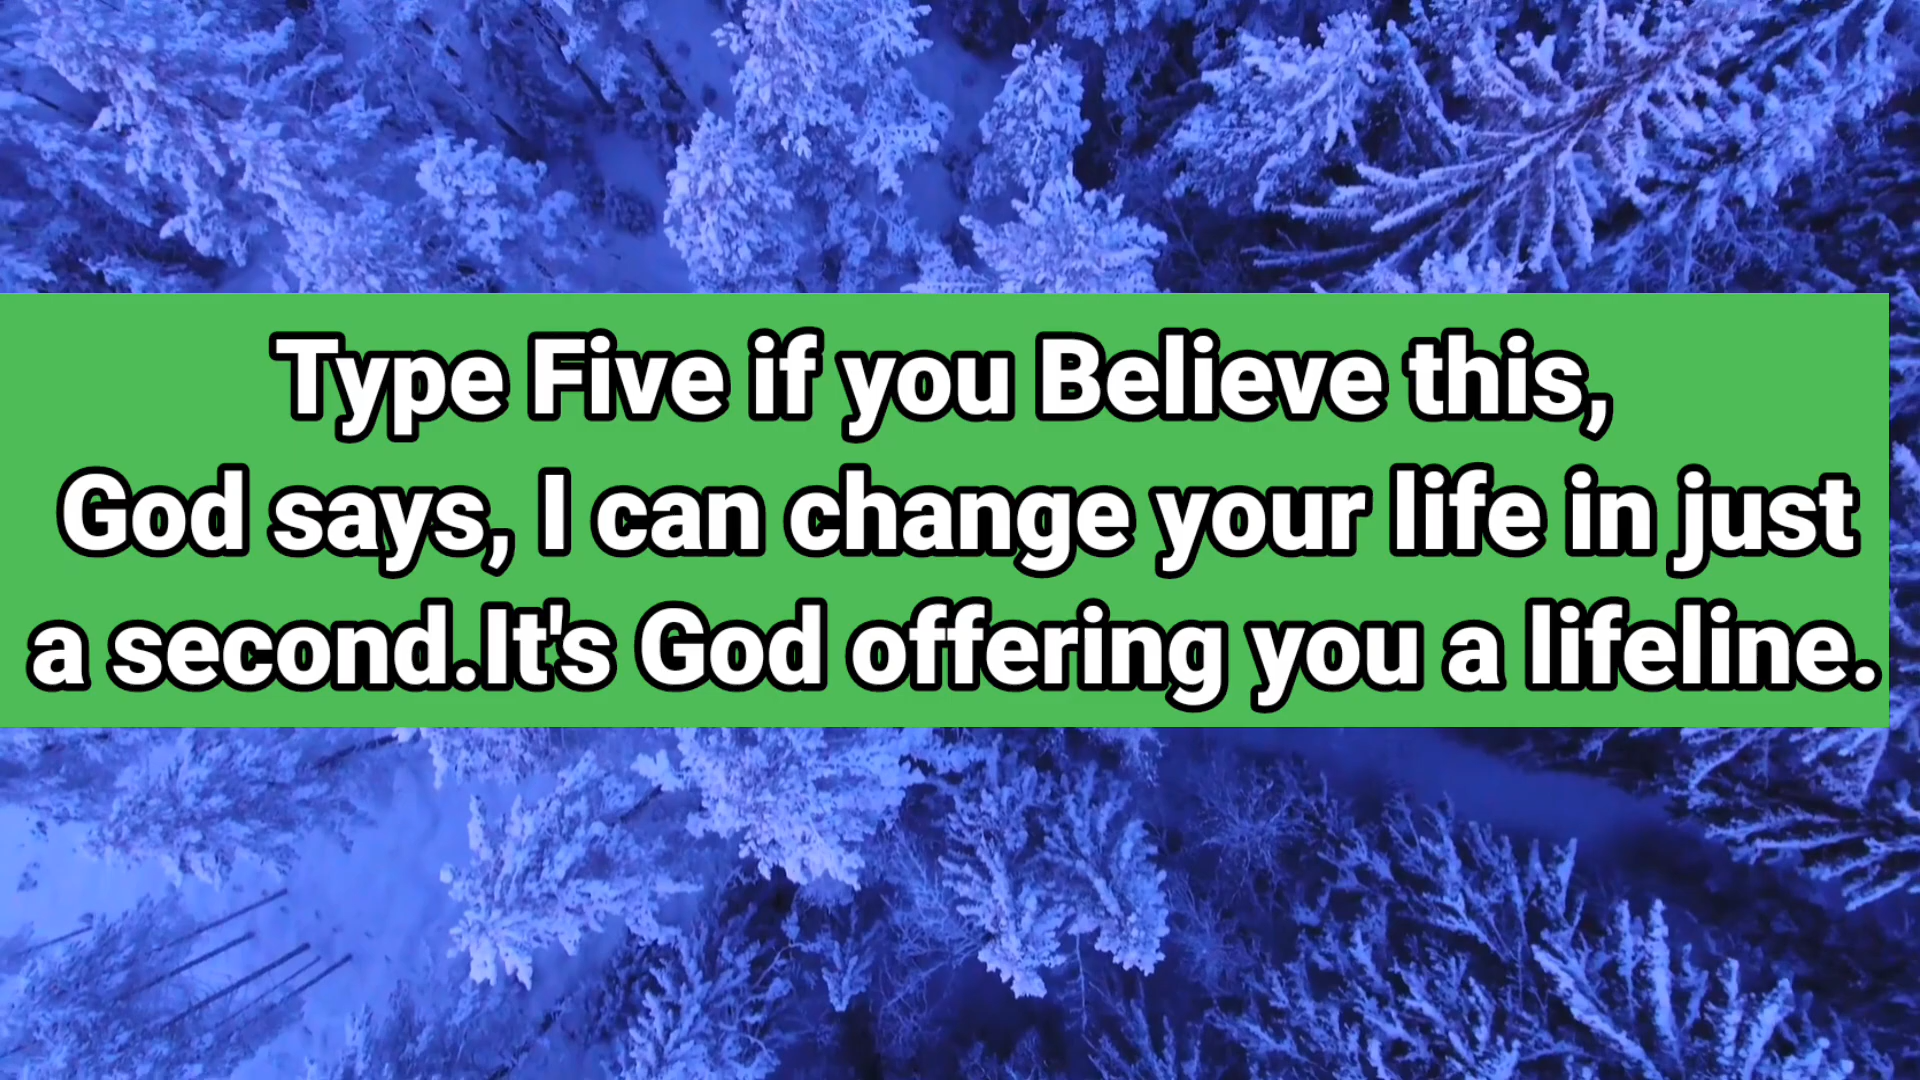 Type Five if you Believe this,
God says, I can change your life in just
a second.It's God offering you a lifeline.